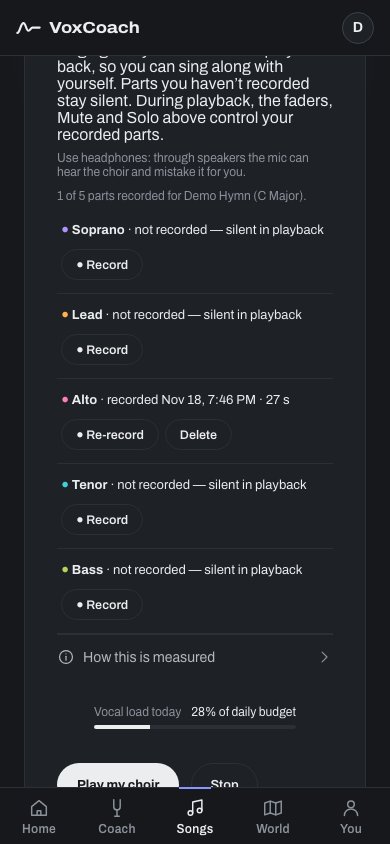 VoxCoach
D
back, so you can sing along with
yourself. Parts you haven’t recorded
stay silent. During playback, the faders,
Mute and Solo above control your
recorded parts.
Use headphones: through speakers the mic can
hear the choir and mistake it for you.
1 of 5 parts recorded for Demo Hymn (C Major).
Soprano · not recorded — silent in playback
Record
Lead · not recorded — silent in playback
Record
Alto · recorded Nov 18, 7:46 PM · 27 s
Re-record Delete
Tenor · not recorded — silent in playback
Record
Bass · not recorded — silent in playback
Record
How this is measured
Vocal load today 28% of daily budget
Play my choir Stop
Home Coach Songs World You